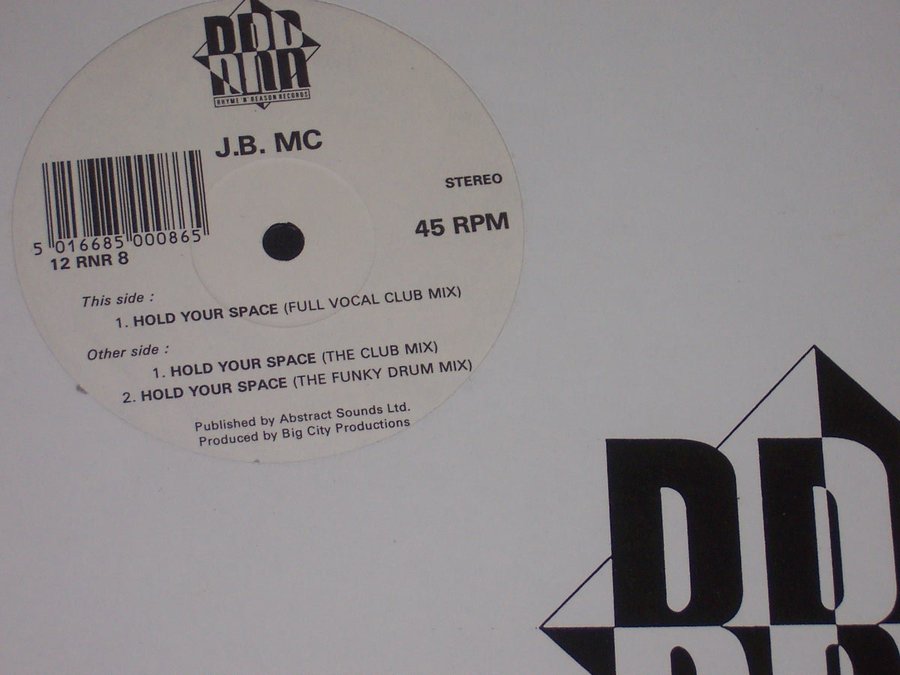 RHYME 'N' REASON RECORDS
J.B. MC
STEREO
45 RPM
5 016685 000865
12 RNR 8
This side :
1. HOLD YOUR SPACE (FULL VOCAL CLUB MIX)
Other side :
1. HOLD YOUR SPACE (THE CLUB MIX)
2. HOLD YOUR SPACE (THE FUNKY DRUM MIX)
Published by Abstract Sounds Ltd.
Produced by Big City Productions